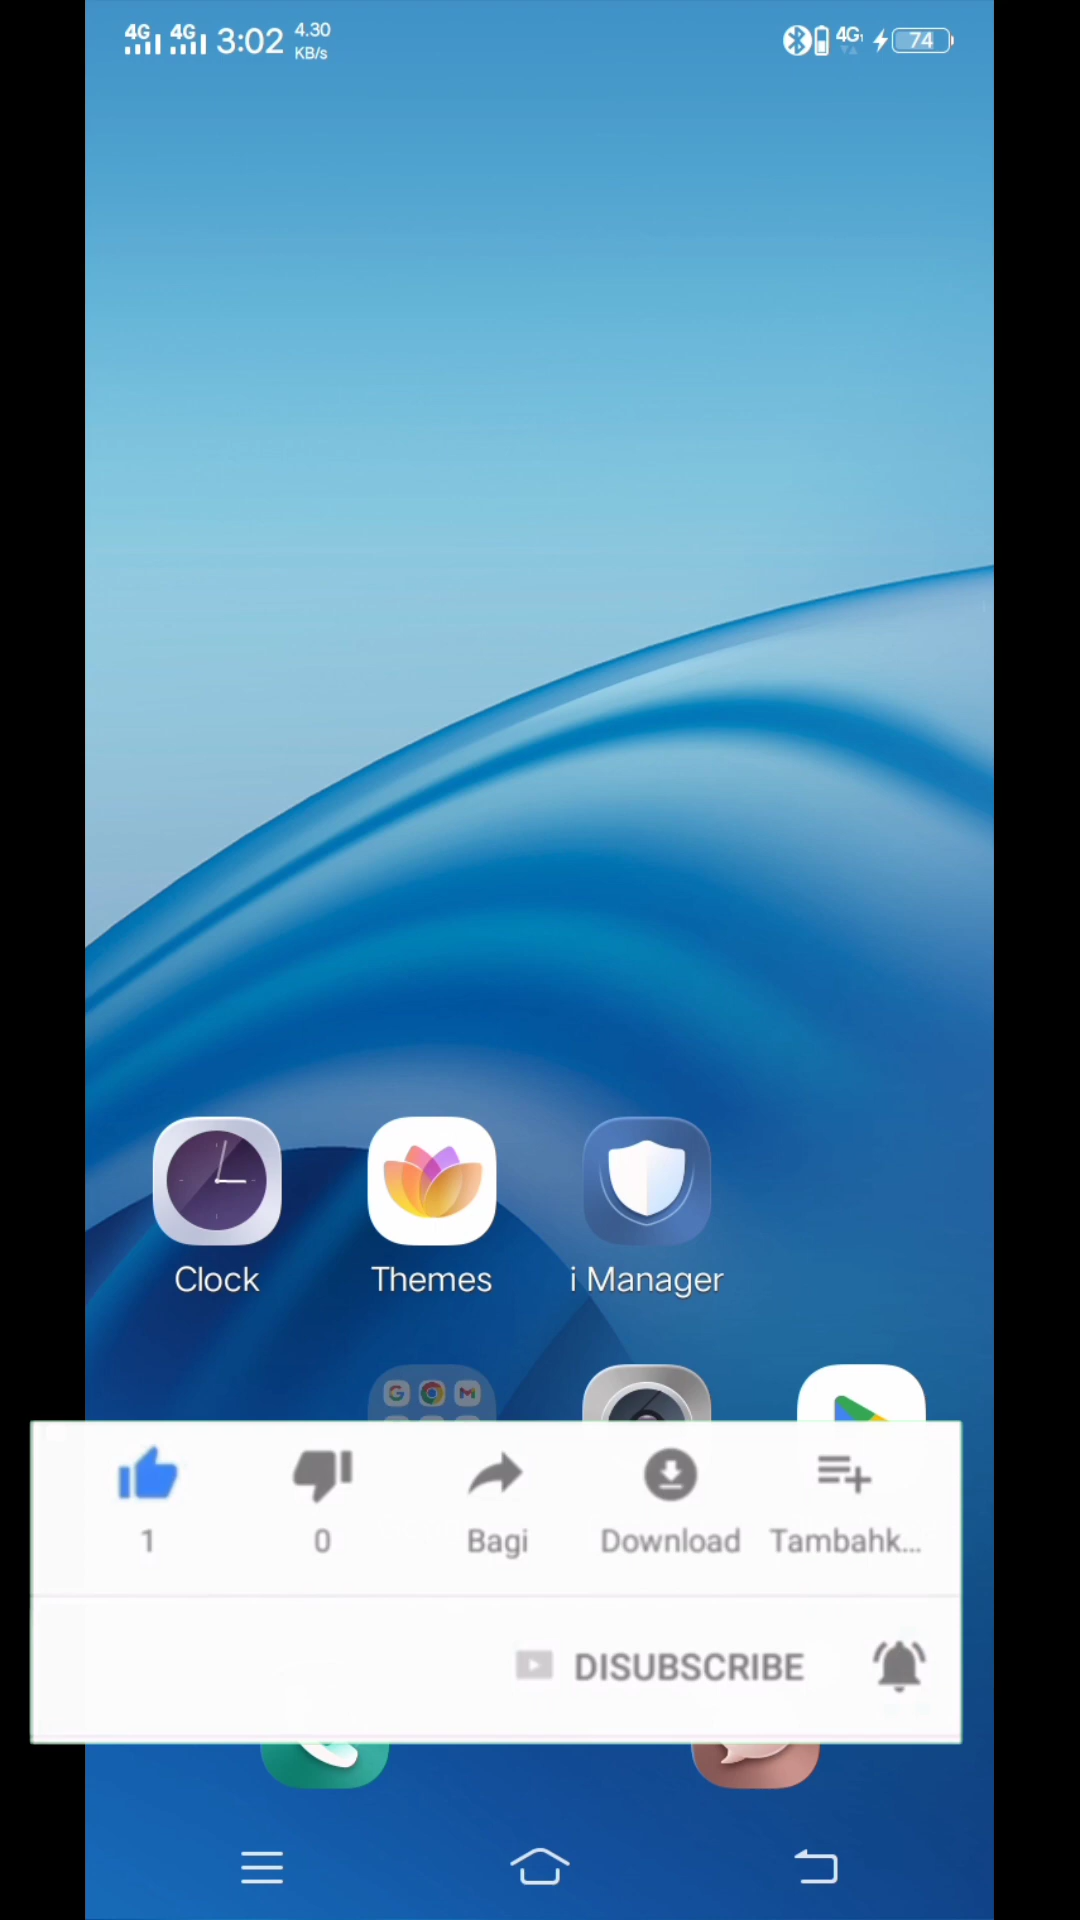 4G 4G 3:02 4.30 KB/s 4G 74
Clock Themes i Manager
1 0 Bagi Download Tambahk...
DISUBSCRIBE